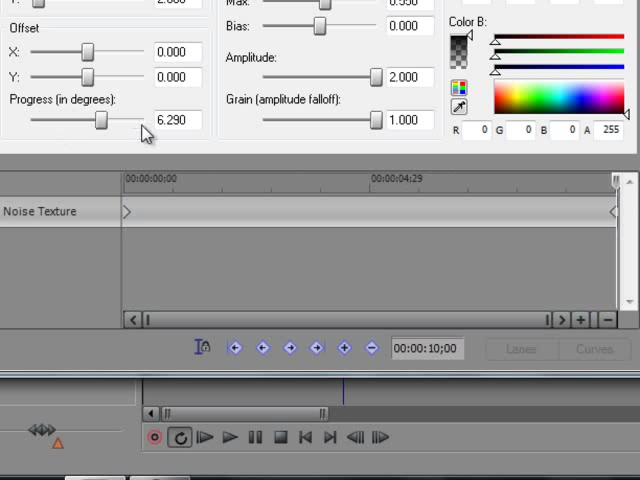 Y: 2.000
Max: 0.550
Bias: 0.000
Offset
X: 0.000
Y: 0.000
Progress (in degrees):
6.290
Amplitude:
2.000
Grain (amplitude falloff):
1.000
Color B:
R 0 G 0 B 0 A 255
00:00:00;00 00:00:04;29
Noise Texture
00:00:10;00 Lanes Curves